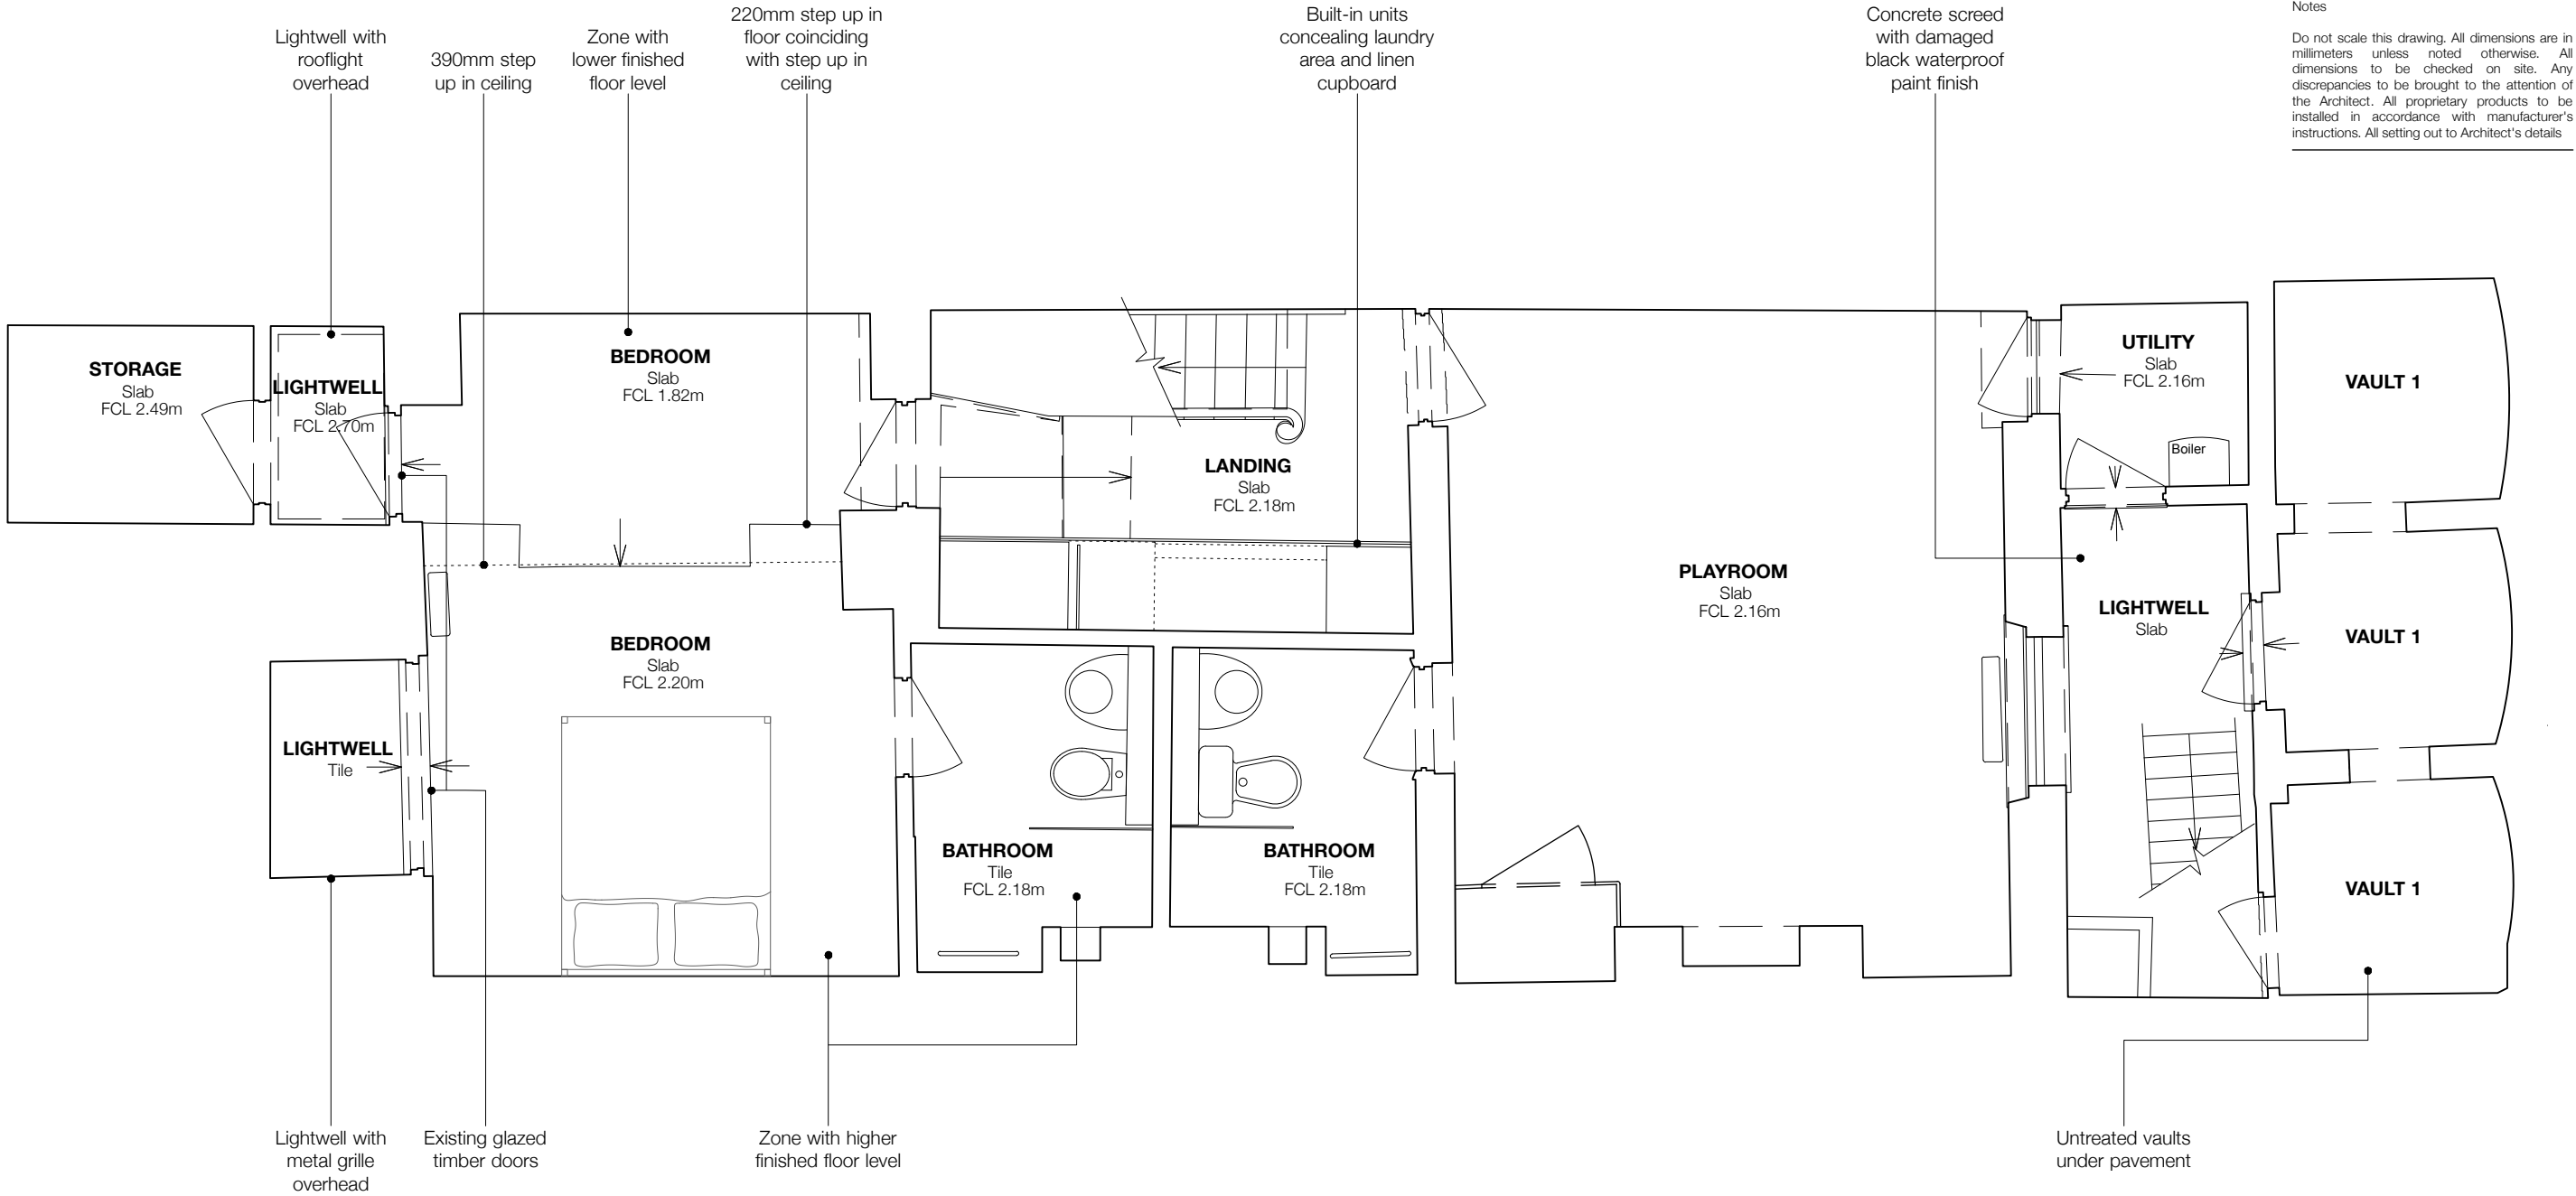 Notes
Do not scale this drawing. All dimensions are in
millimeters unless noted otherwise. All
dimensions to be checked on site. Any
discrepancies to be brought to the attention of
the Architect. All proprietary products to be
installed in accordance with manufacturer's
instructions. All setting out to Architect's details
Lightwell with
rooflight
overhead
390mm step
up in ceiling
Zone with
lower finished
floor level
220mm step up in
floor coinciding
with step up in
ceiling
Built-in units
concealing laundry
area and linen
cupboard
Concrete screed
with damaged
black waterproof
paint finish
STORAGE
Slab
FCL 2.49m
LIGHTWELL
Slab
FCL 2.70m
BEDROOM
Slab
FCL 1.82m
LANDING
Slab
FCL 2.18m
UTILITY
Slab
FCL 2.16m
Boiler
VAULT 1
PLAYROOM
Slab
FCL 2.16m
LIGHTWELL
Slab
VAULT 1
BEDROOM
Slab
FCL 2.20m
LIGHTWELL
Tile
BATHROOM
Tile
FCL 2.18m
BATHROOM
Tile
FCL 2.18m
VAULT 1
Lightwell with
metal grille
overhead
Existing glazed
timber doors
Zone with higher
finished floor level
Untreated vaults
under pavement